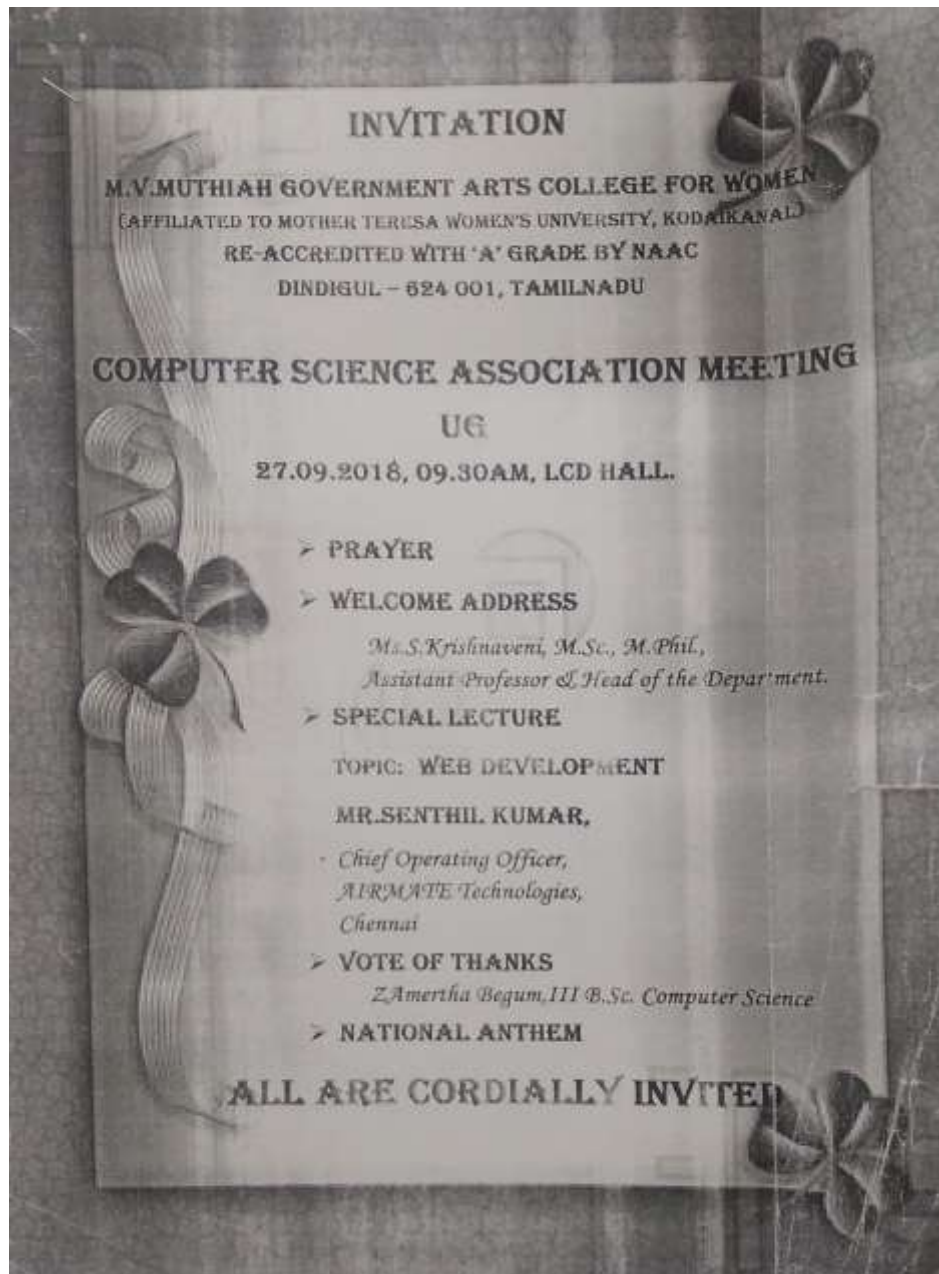 INVITATION
M.V.MUTHIAH GOVERNMENT ARTS COLLEGE FOR WOMEN
(AFFILIATED TO MOTHER TERESA WOMEN'S UNIVERSITY, KODAIKANAL)
RE-ACCREDITED WITH 'A' GRADE BY NAAC
DINDIGUL – 624 001, TAMILNADU
COMPUTER SCIENCE ASSOCIATION MEETING
UG
27.09.2018, 09.30AM, LCD HALL.
➢ PRAYER
➢ WELCOME ADDRESS
Ms.S.Krishnaveni, M.Sc., M.Phil.,
Assistant Professor & Head of the Department.
➢ SPECIAL LECTURE
TOPIC: WEB DEVELOPMENT
MR.SENTHIL KUMAR,
Chief Operating Officer,
AIRMATE Technologies,
Chennai
➢ VOTE OF THANKS
Z.Amertha Begum,III B.Sc. Computer Science
➢ NATIONAL ANTHEM
ALL ARE CORDIALLY INVITED